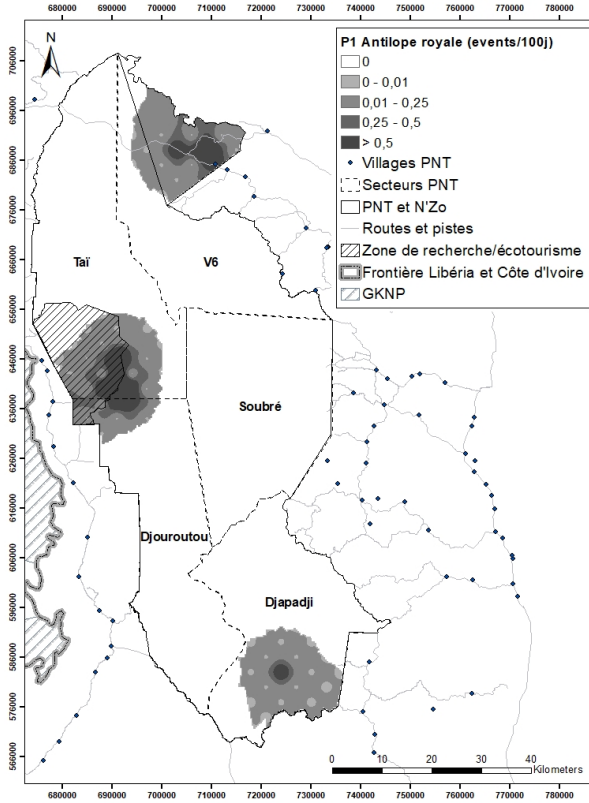 680000 690000 700000 710000 720000 730000 740000 750000 760000 770000 780000
N
P1 Antilope royale (events/100j)
0
0 - 0,01
0,01 - 0,25
0,25 - 0,5
> 0,5
Villages PNT
Secteurs PNT
PNT et N'Zo
Routes et pistes
Zone de recherche/écotourisme
Frontière Libéria et Côte d'Ivoire
GKNP
706000
696000
686000
676000
666000
656000
646000
636000
626000
616000
606000
596000
586000
576000
566000
Taï
V6
Soubré
Djouroutou
Djapadji
0 10 20 30 40
Kilometers
680000 690000 700000 710000 720000 730000 740000 750000 760000 770000 780000